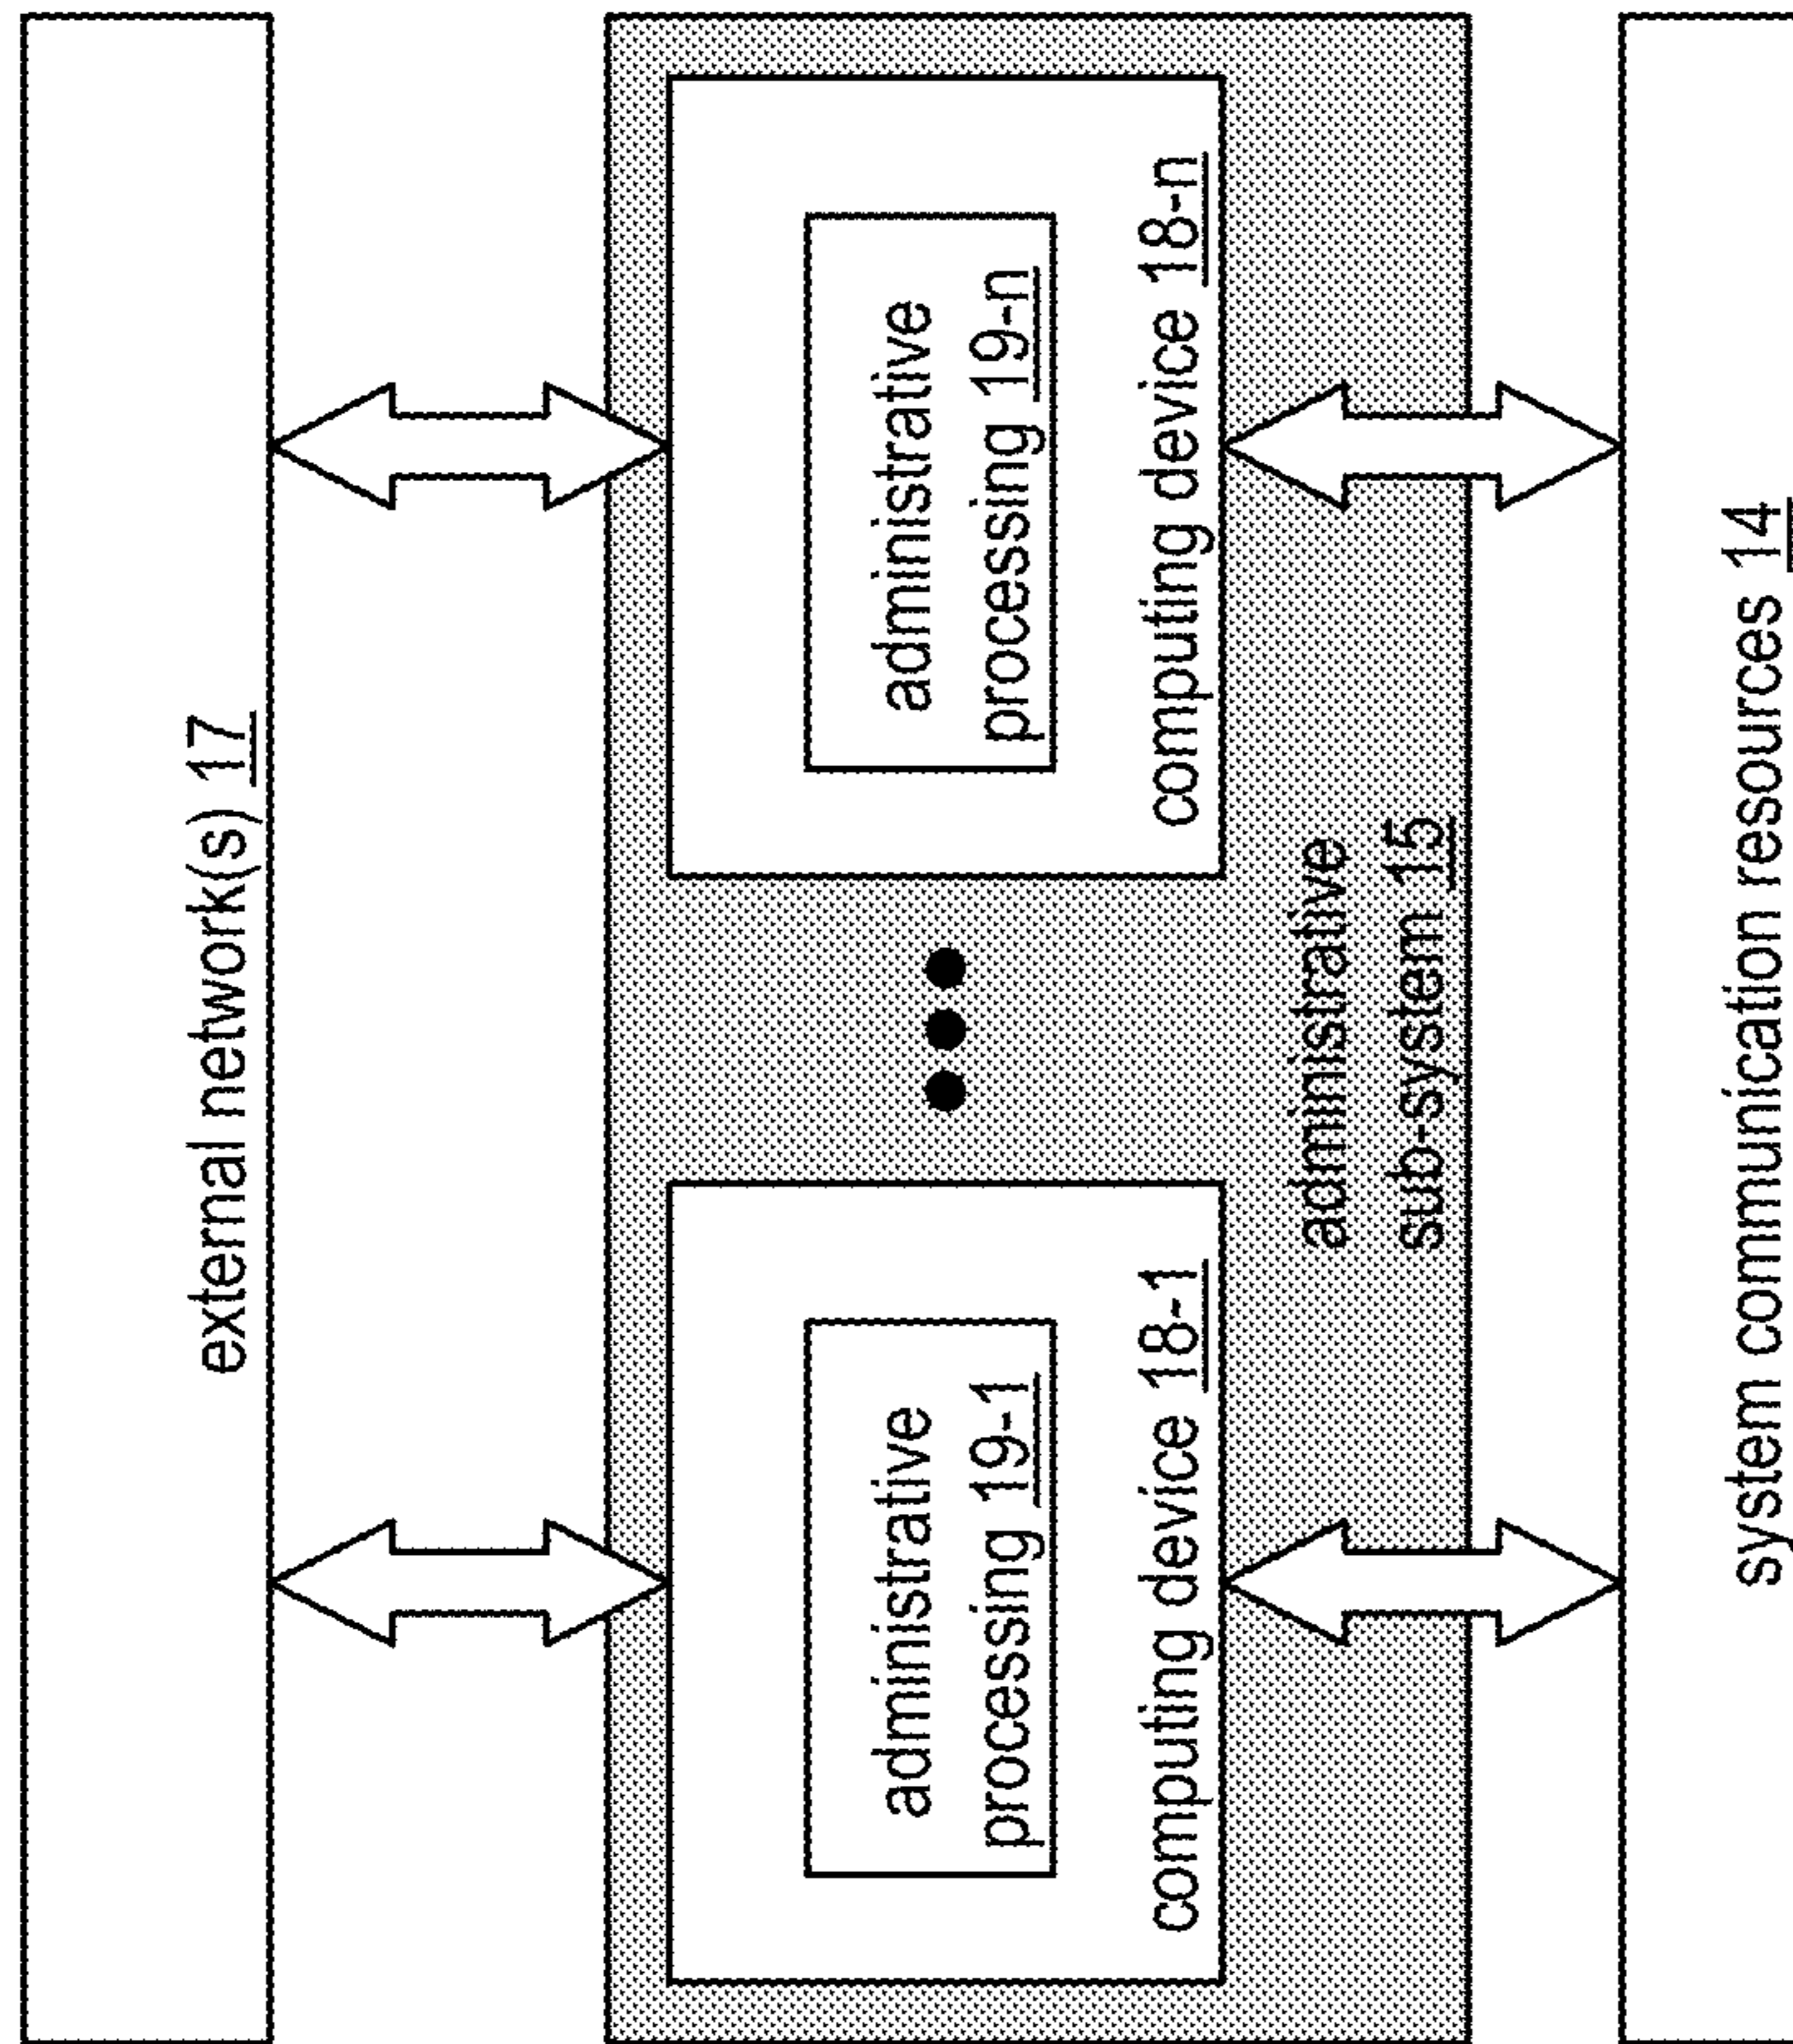 external network(s) 17
administrative
processing 19-1
computing device 18-1
administrative
processing 19-n
computing device 18-n
administrative
sub-system 15
system communication resources 14